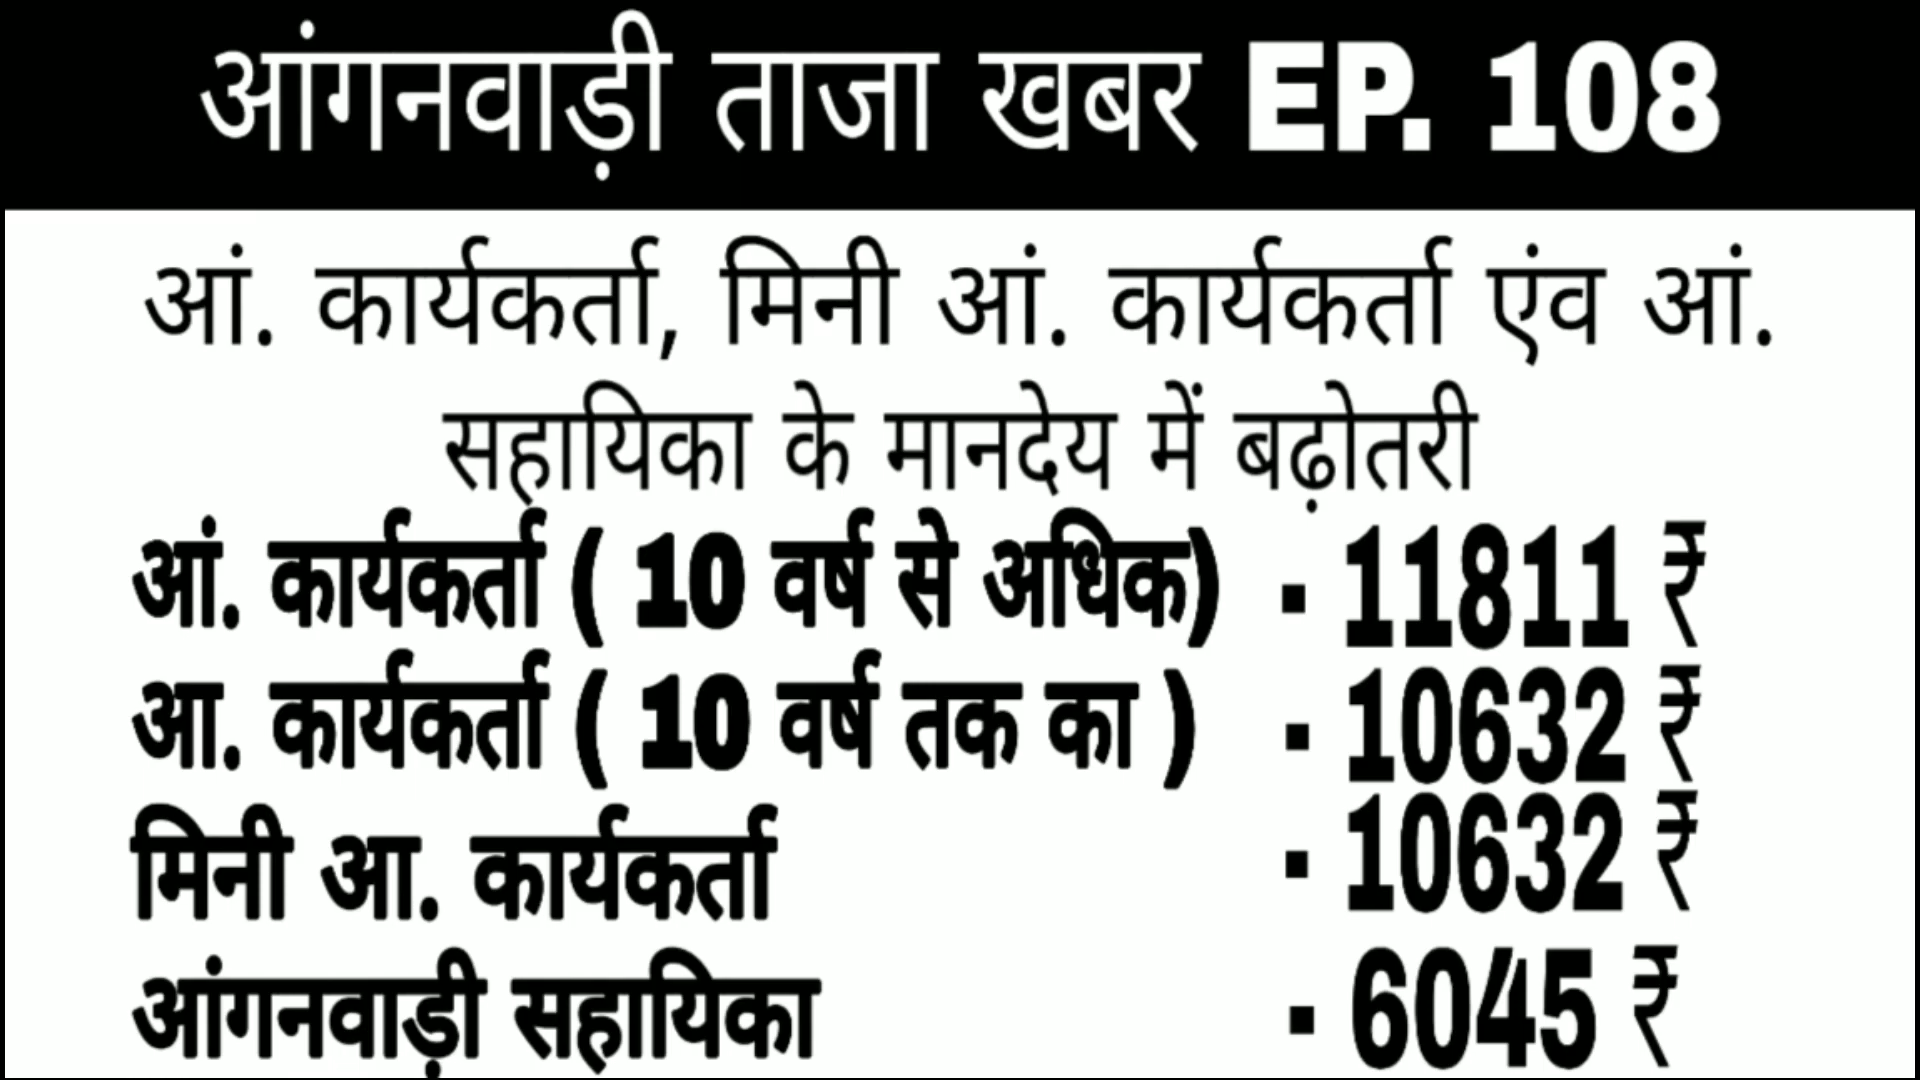 आंगनवाड़ी ताजा खबर EP. 108
आं. कार्यकर्ता, मिनी आं. कार्यकर्ता एंव आं.
सहायिका के मानदेय में बढ़ोतरी
आं. कार्यकर्ता ( 10 वर्ष से अधिक) - 11811 ₹
आ. कार्यकर्ता ( 10 वर्ष तक का ) - 10632 ₹
मिनी आ. कार्यकर्ता - 10632 ₹
आंगनवाड़ी सहायिका - 6045 ₹